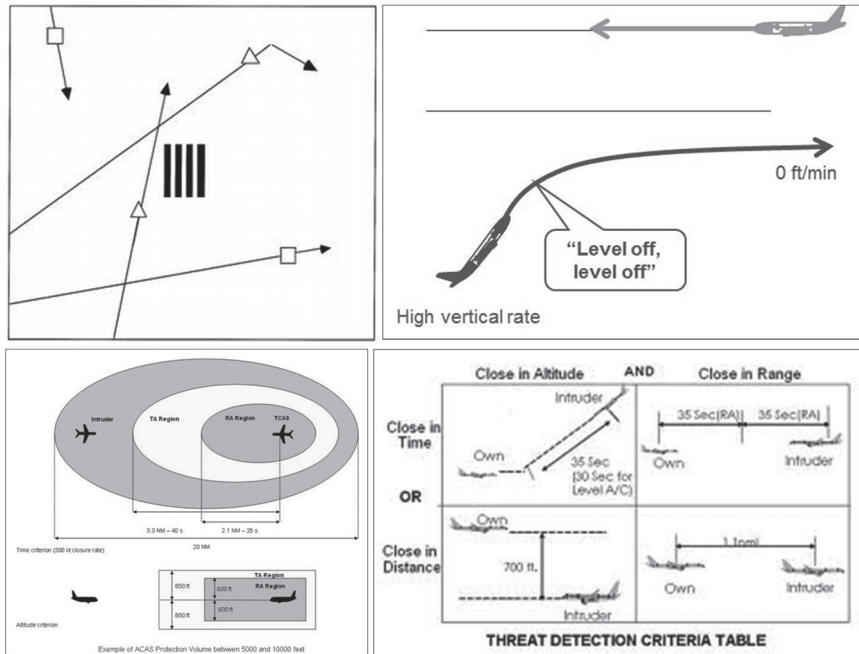 0 ft/min
“Level off,
level off”
High vertical rate
Intruder
TA Region
RA Region
TCAS
3.3 NM – 40 s.
2.1 NM – 25 s.
20 NM
Time criterion (300 kt closure rate)
TA Region
850 ft
600 ft
RA Region
850 ft
600 ft
Altitude criterion
Example of ACAS Protection Volume between 5000 and 10000 feet
Close in Altitude AND Close in Range
Close in
Time
Intruder
Own
35 Sec
(30 Sec for
Level A/C)
35 Sec(RA) 35 Sec(RA)
Own
Intruder
OR
Close in
Distance
Own
700 ft.
Intruder
1.1nmi
Own
Intruder
THREAT DETECTION CRITERIA TABLE